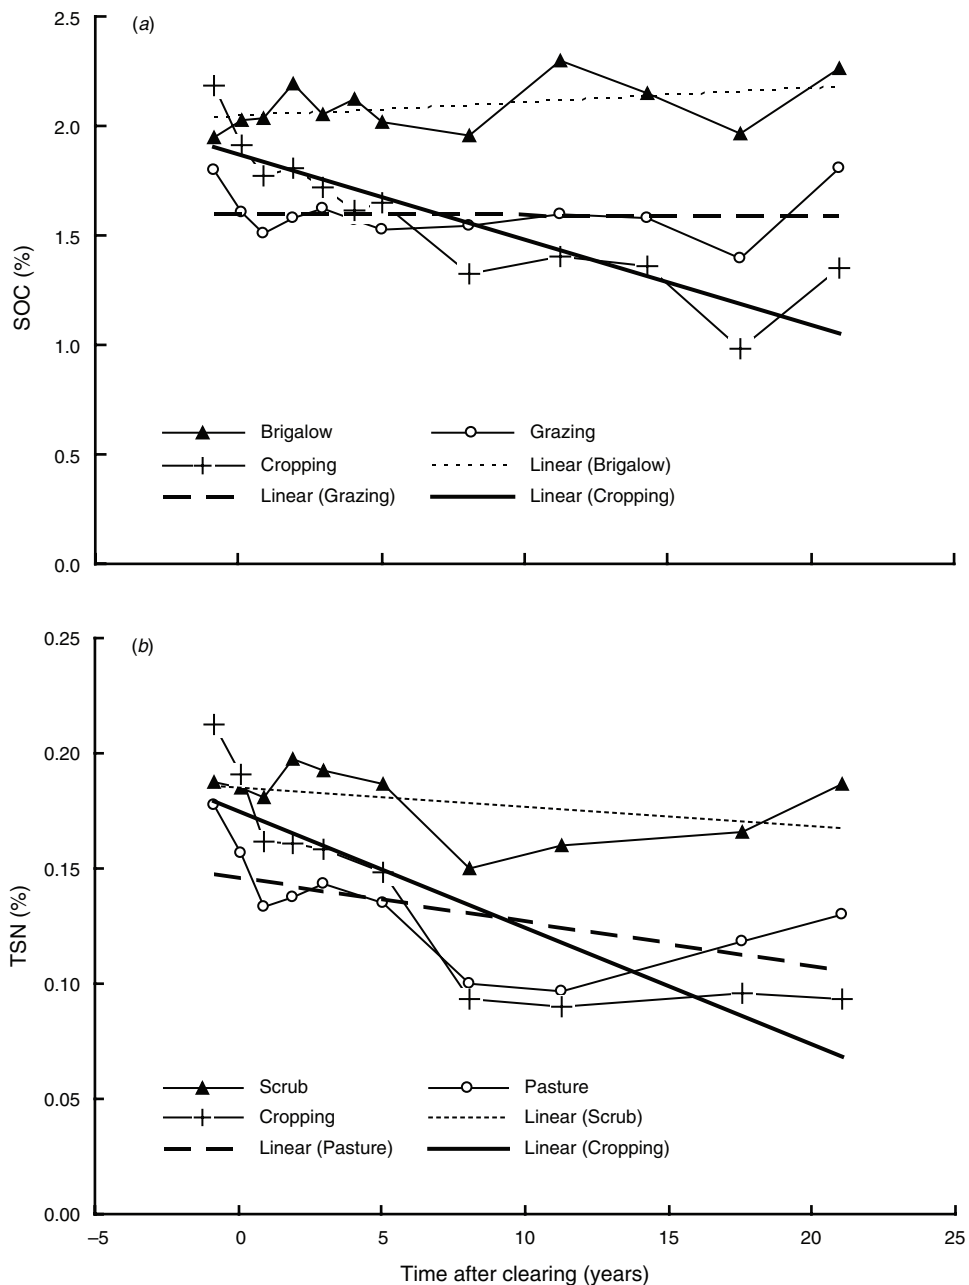 (a)
2.5
2.0
1.5
1.0
0.5
0.0
SOC (%)
Brigalow Grazing
Cropping Linear (Brigalow)
Linear (Grazing) Linear (Cropping)
(b)
0.25
0.20
0.15
0.10
0.05
0.00
TSN (%)
Scrub Pasture
Cropping Linear (Scrub)
Linear (Pasture) Linear (Cropping)
–5 0 5 10 15 20 25
Time after clearing (years)